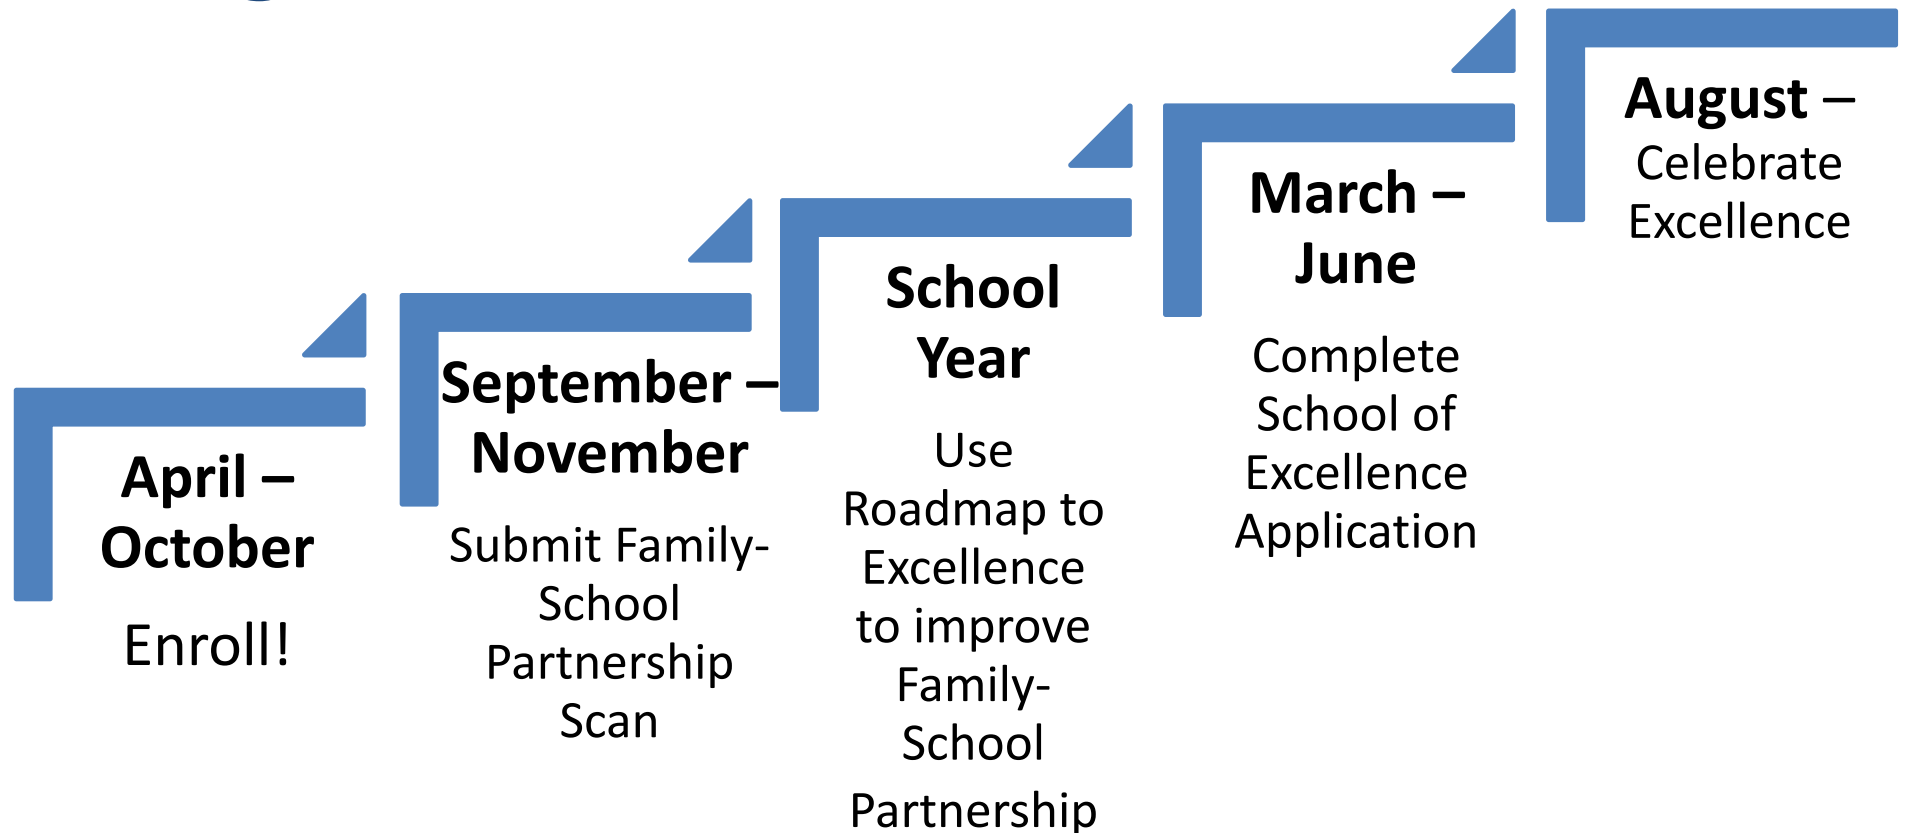 April –
October
Enroll!
September –
November
Submit Family-
School
Partnership
Scan
School
Year
Use
Roadmap to
Excellence
to improve
Family-
School
Partnership
March –
June
Complete
School of
Excellence
Application
August –
Celebrate
Excellence